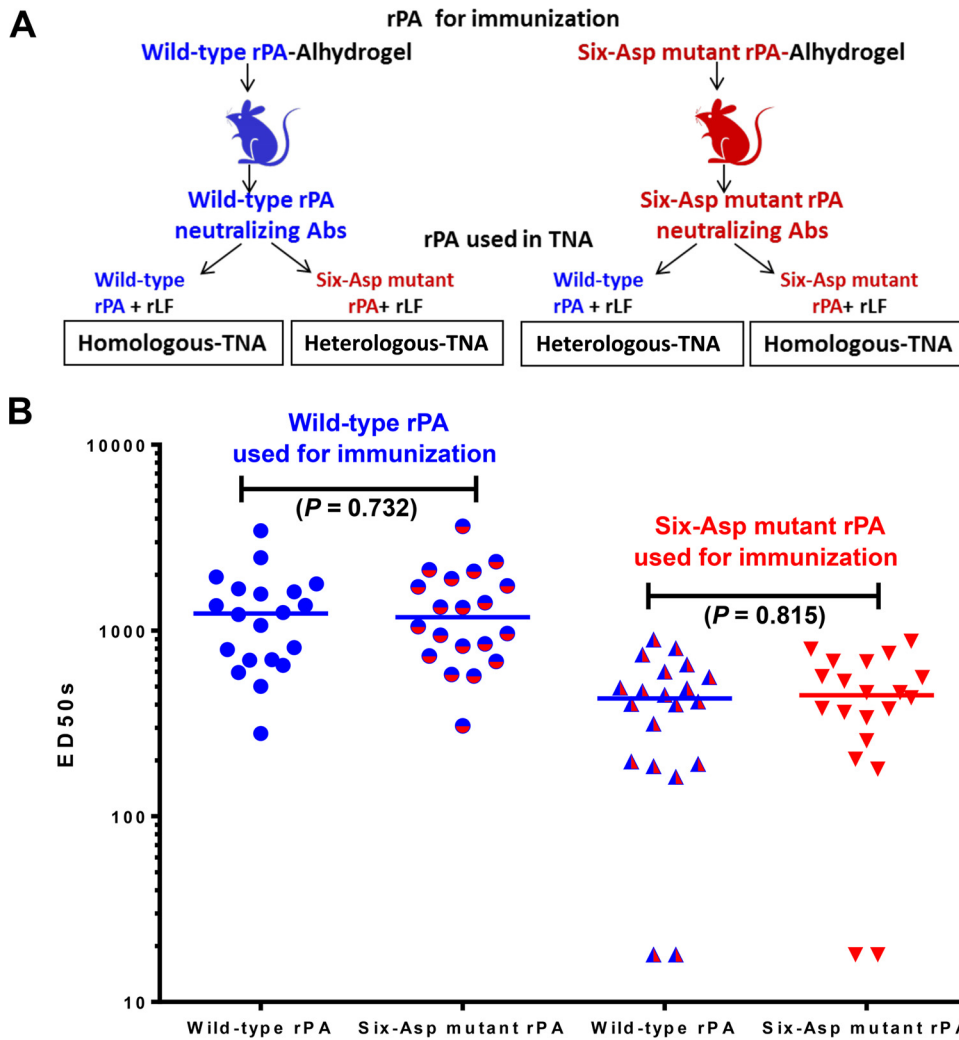 A
rPA for immunization
Wild-type rPA-Alhydrogel
Six-Asp mutant rPA-Alhydrogel
Wild-type rPA
neutralizing Abs
Six-Asp mutant rPA
neutralizing Abs
rPA used in TNA
Wild-type
rPA + rLF
Six-Asp mutant
rPA+ rLF
Wild-type
rPA + rLF
Six-Asp mutant
rPA+ rLF
Homologous-TNA
Heterologous-TNA
Heterologous-TNA
Homologous-TNA
B
Wild-type rPA
used for immunization
(P = 0.732)
Six-Asp mutant rPA
used for immunization
(P = 0.815)
ED50s
10000
1000
100
10
Wild-type rPA
Six-Asp mutant rPA
Wild-type rPA
Six-Asp mutant rPA